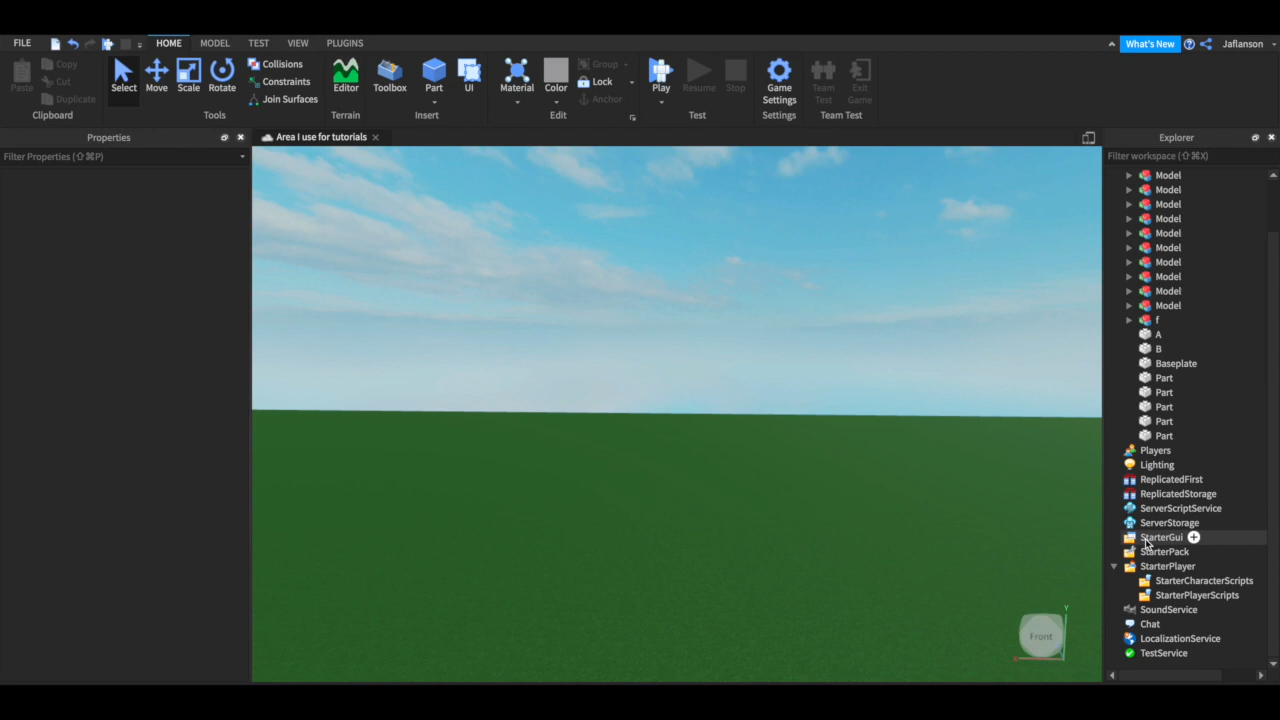 FILE HOME MODEL TEST VIEW PLUGINS What's New Jaflanson
Copy Collisions Group
Cut Constraints Lock
Paste Duplicate Select Move Scale Rotate Join Surfaces Editor Toolbox Part UI Material Color Anchor Play Resume Stop Game Settings Team Test Exit Game
Clipboard Tools Terrain Insert Edit Test Settings Team Test
Properties Area I use for tutorials Explorer
Filter Properties (⇧⌘P) Filter workspace (⇧⌘X)
Model
Model
Model
Model
Model
Model
Model
Model
Model
Model
f
A
B
Baseplate
Part
Part
Part
Part
Part
Players
Lighting
ReplicatedFirst
ReplicatedStorage
ServerScriptService
ServerStorage
StarterGui
StarterPack
StarterPlayer
StarterCharacterScripts
StarterPlayerScripts
SoundService
Chat
LocalizationService
TestService
Y
Front